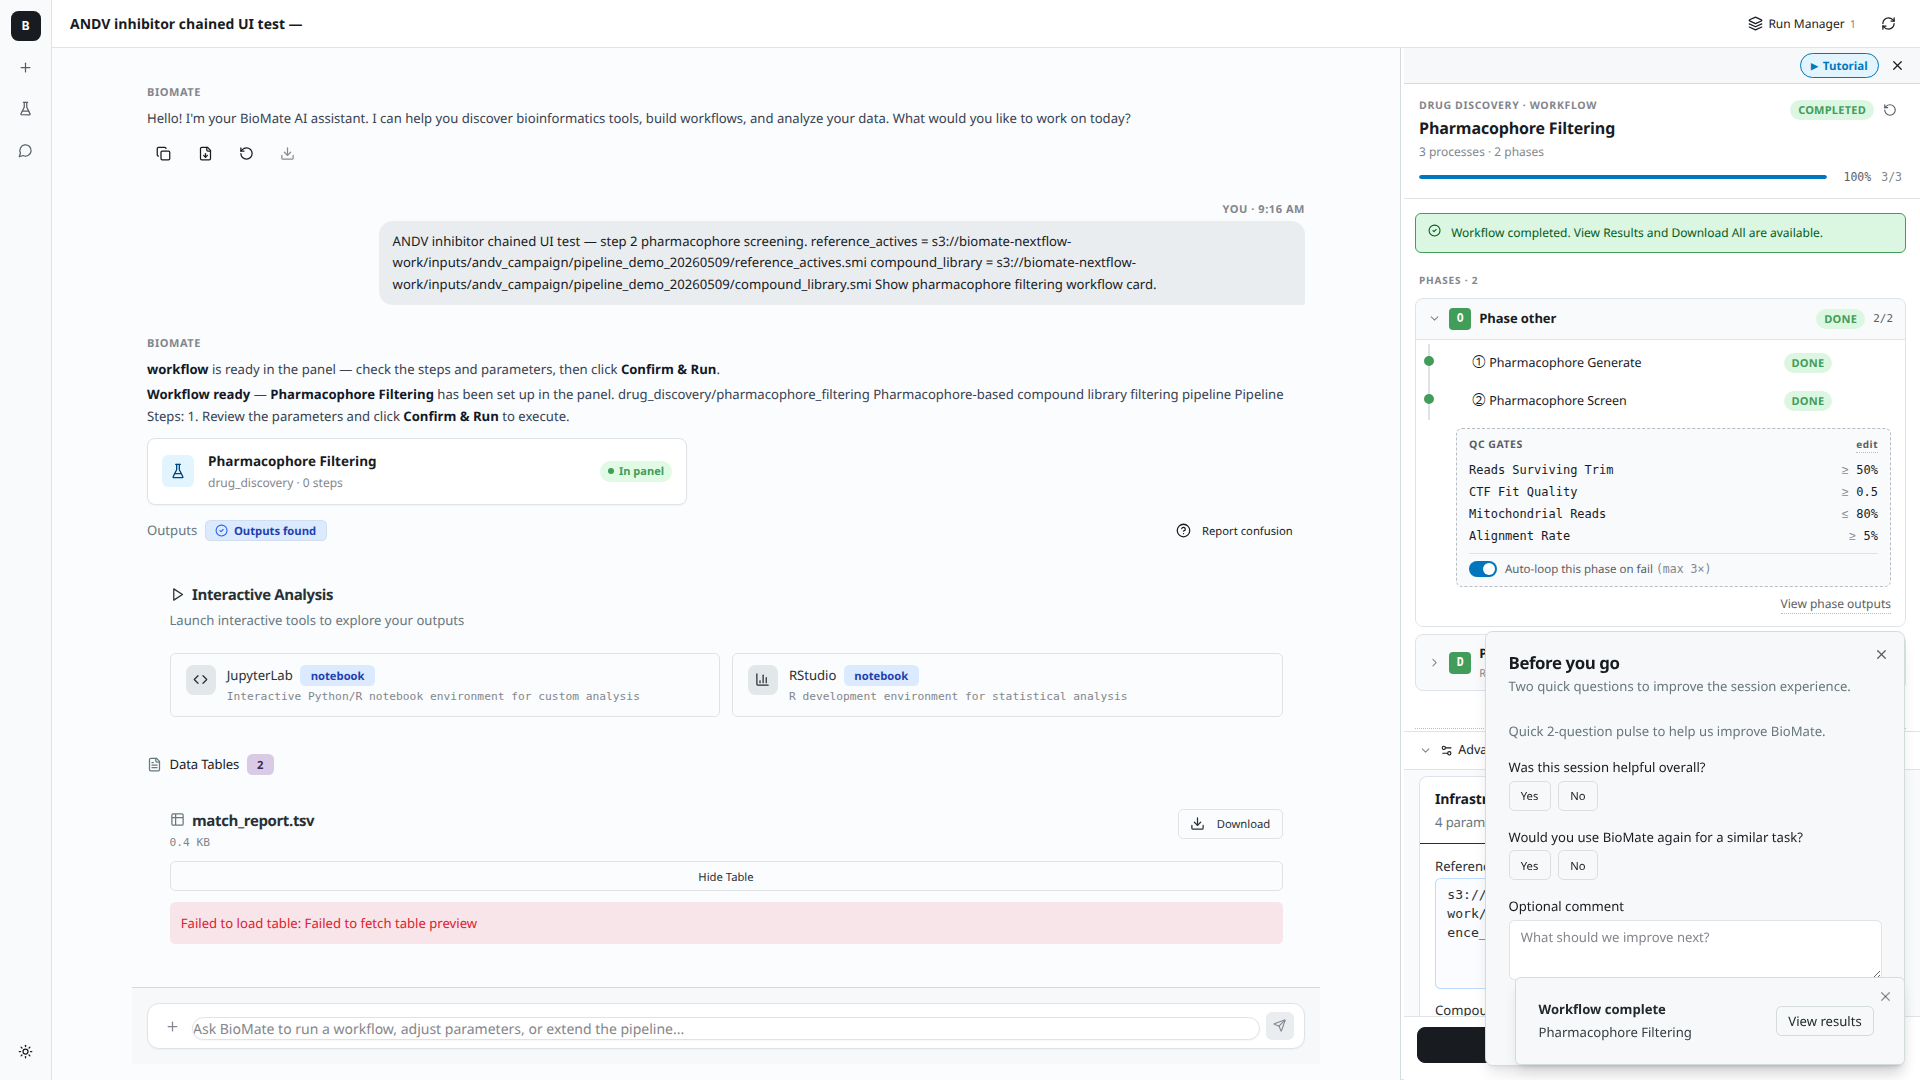 B
ANDV inhibitor chained UI test —
Run Manager 1
Tutorial
BIOMATE
Hello! I'm your BioMate AI assistant. I can help you discover bioinformatics tools, build workflows, and analyze your data. What would you like to work on today?
YOU · 9:16 AM
ANDV inhibitor chained UI test — step 2 pharmacophore screening. reference_actives = s3://biomate-nextflow-
work/inputs/andv_campaign/pipeline_demo_20260509/reference_actives.smi compound_library = s3://biomate-nextflow-
work/inputs/andv_campaign/pipeline_demo_20260509/compound_library.smi Show pharmacophore filtering workflow card.
BIOMATE
workflow is ready in the panel — check the steps and parameters, then click Confirm & Run.
Workflow ready — Pharmacophore Filtering has been set up in the panel. drug_discovery/pharmacophore_filtering Pharmacophore-based compound library filtering pipeline Pipeline
Steps: 1. Review the parameters and click Confirm & Run to execute.
Pharmacophore Filtering
drug_discovery · 0 steps
In panel
Outputs
Outputs found
Report confusion
Interactive Analysis
Launch interactive tools to explore your outputs
JupyterLab notebook
Interactive Python/R notebook environment for custom analysis
RStudio notebook
R development environment for statistical analysis
Data Tables 2
match_report.tsv
0.4 KB
Download
Hide Table
Failed to load table: Failed to fetch table preview
Ask BioMate to run a workflow, adjust parameters, or extend the pipeline...
DRUG DISCOVERY · WORKFLOW
COMPLETED
Pharmacophore Filtering
3 processes · 2 phases
100% 3/3
Workflow completed. View Results and Download All are available.
PHASES · 2
O Phase other DONE 2/2
① Pharmacophore Generate DONE
② Pharmacophore Screen DONE
QC GATES edit
Reads Surviving Trim ≥ 50%
CTF Fit Quality ≥ 0.5
Mitochondrial Reads ≤ 80%
Alignment Rate ≥ 5%
Auto-loop this phase on fail (max 3×)
View phase outputs
D
Adva
Infrast
4 param
Referenc
s3://
work/
ence_
Compou
Before you go
Two quick questions to improve the session experience.
Quick 2-question pulse to help us improve BioMate.
Was this session helpful overall?
Yes No
Would you use BioMate again for a similar task?
Yes No
Optional comment
What should we improve next?
Workflow complete
Pharmacophore Filtering
View results